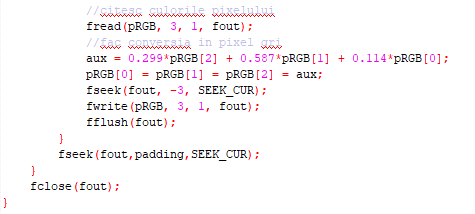 //citesc culorile pixelului
fread(pRGB, 3, 1, fout);
//fac conversia in pixel gri
aux = 0.299*pRGB[2] + 0.587*pRGB[1] + 0.114*pRGB[0];
pRGB[0] = pRGB[1] = pRGB[2] = aux;
fseek(fout, -3, SEEK_CUR);
fwrite(pRGB, 3, 1, fout);
fflush(fout);
}
fseek(fout,padding,SEEK_CUR);
}
fclose(fout);
}